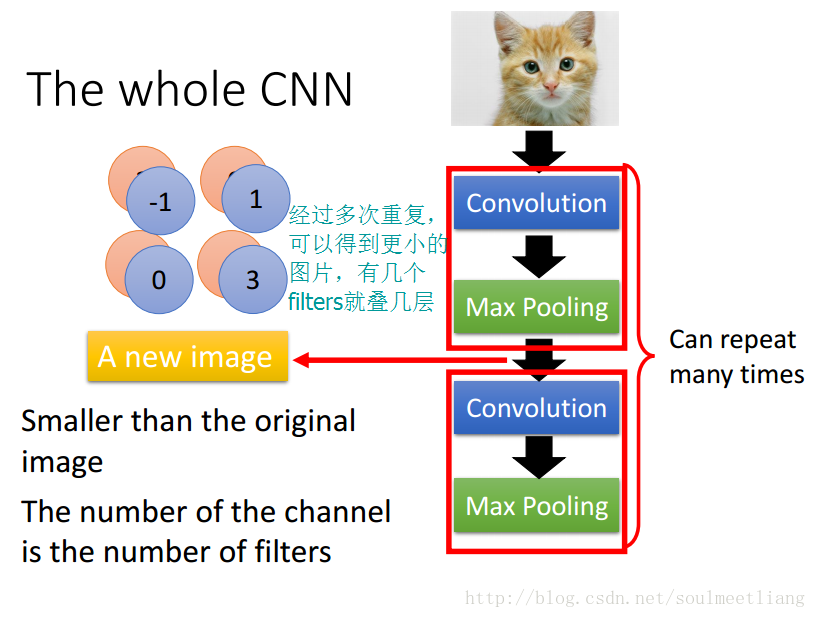 The whole CNN
-1
1
0
3
经过多次重复，
可以得到更小的
图片，有几个
filters就叠几层
A new image
Smaller than the original
image
The number of the channel
is the number of filters
Convolution
Max Pooling
Convolution
Max Pooling
Can repeat
many times
http://blog.csdn.net/soulmeetliang